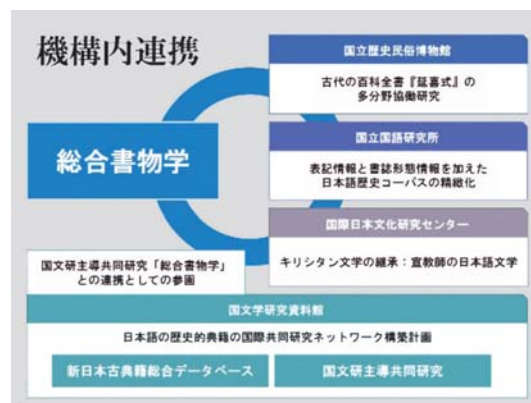 機構内連携
総合書物学
国立歴史民俗博物館
古代の百科全書『延喜式』の
多分野協働研究
国立国語研究所
表記情報と書誌形態情報を加えた
日本語歴史コーパスの精緻化
国際日本文化研究センター
キリシタン文学の継承：宣教師の日本語文学
国文研主導共同研究「総合書物学」
との連携としての参画
国文学研究資料館
日本語の歴史的典籍の国際共同研究ネットワーク構築計画
新日本古典籍総合データベース
国文研主導共同研究